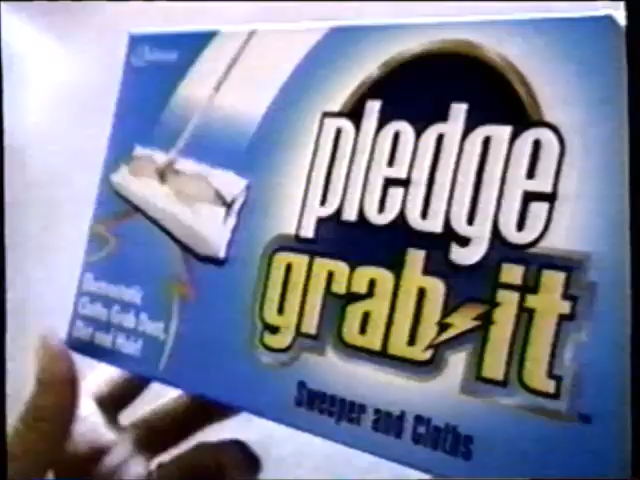 pledge
grab-it
Sweeper and Cloths
Electrostatic
Cloths Grab Dust,
Dirt and Hair!